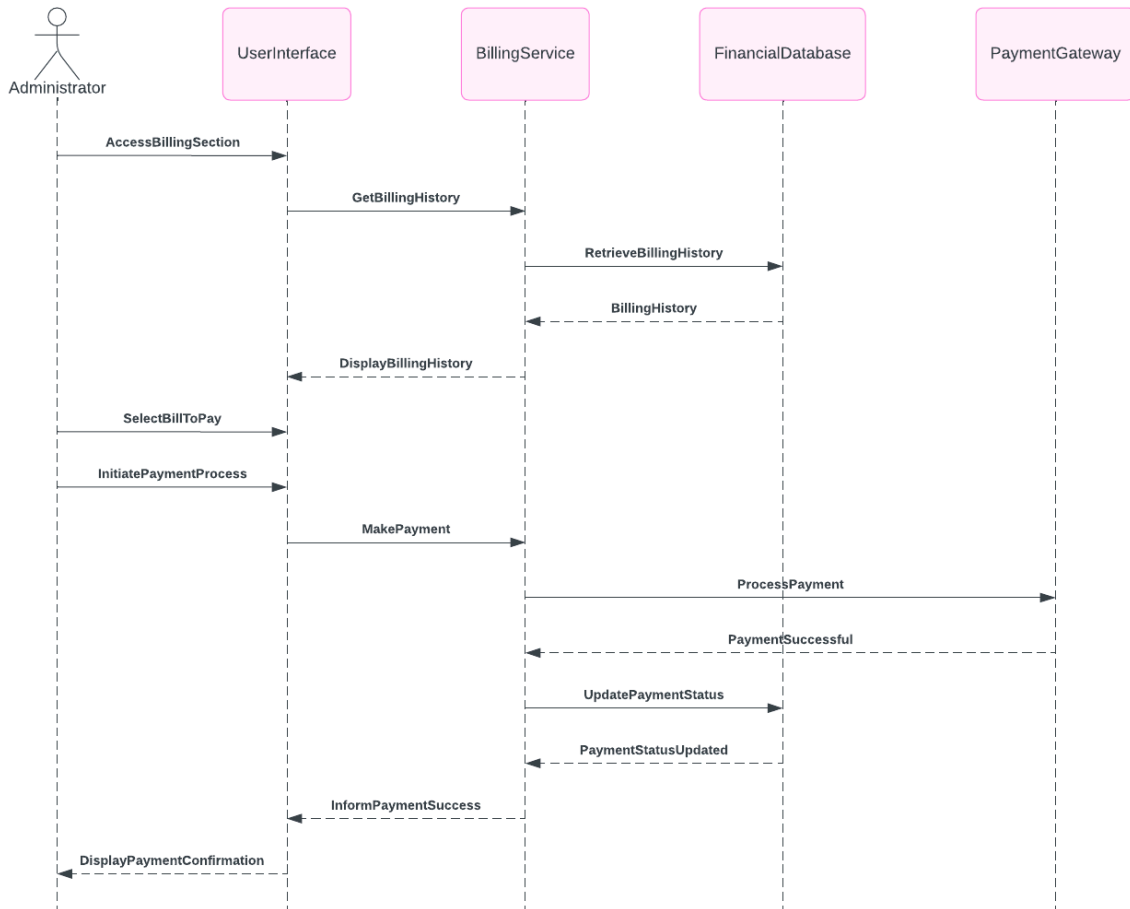 Administrator
UserInterface
BillingService
FinancialDatabase
PaymentGateway
AccessBillingSection
GetBillingHistory
RetrieveBillingHistory
BillingHistory
DisplayBillingHistory
SelectBillToPay
InitiatePaymentProcess
MakePayment
ProcessPayment
PaymentSuccessful
UpdatePaymentStatus
PaymentStatusUpdated
InformPaymentSuccess
DisplayPaymentConfirmation